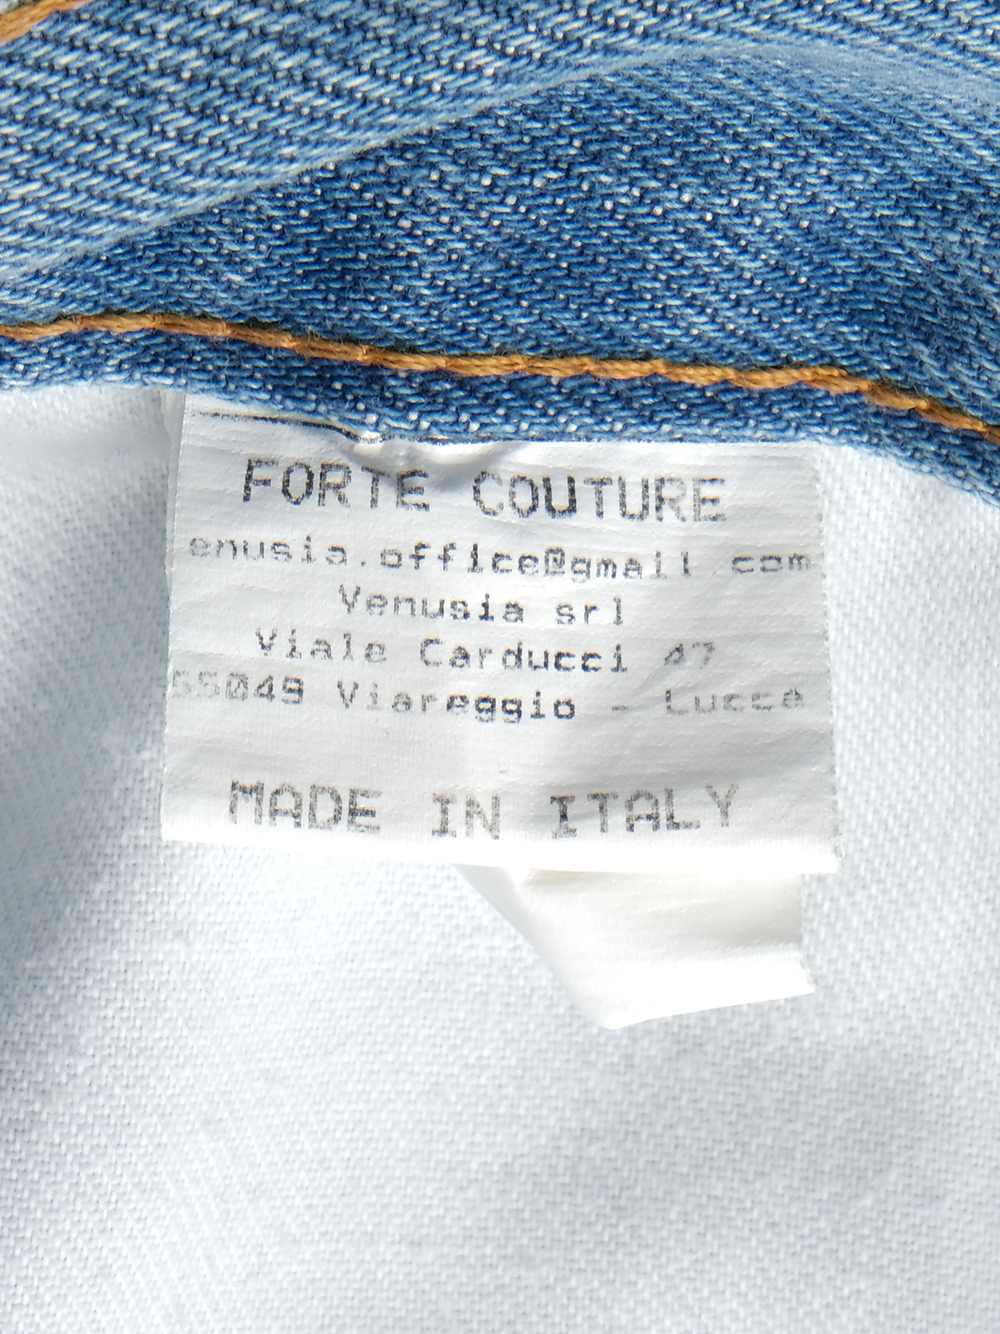 FORTE COUTURE
enusia.office@gmail.com
Venusia srl
Viale Carducci 47
55049 Viareggio - Lucca
MADE IN ITALY